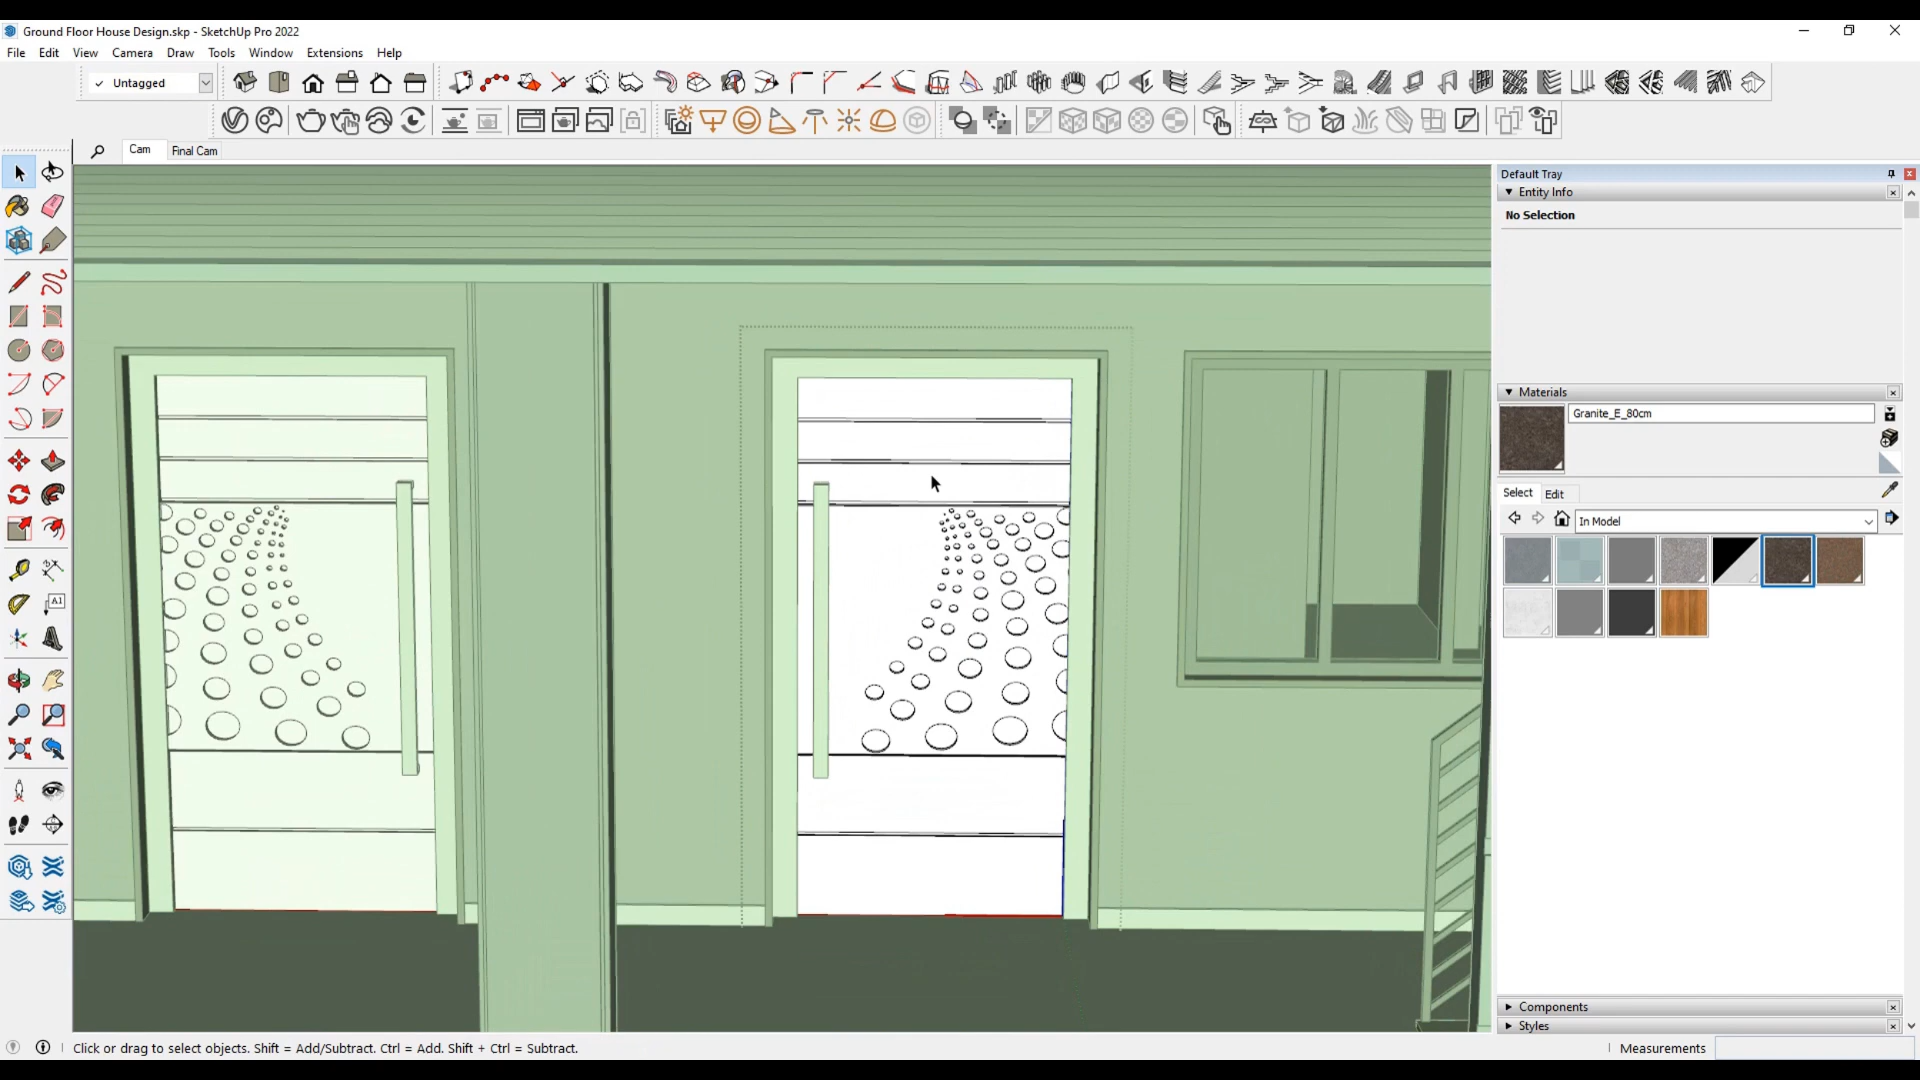 Ground Floor House Design.skp - SketchUp Pro 2022
File Edit View Camera Draw Tools Window Extensions Help
Untagged
Cam Final Cam
Default Tray
Entity Info
No Selection
Materials
Granite_E_80cm
Select Edit
In Model
A1
Components
Styles
Click or drag to select objects. Shift = Add/Subtract. Ctrl = Add. Shift + Ctrl = Subtract.
Measurements